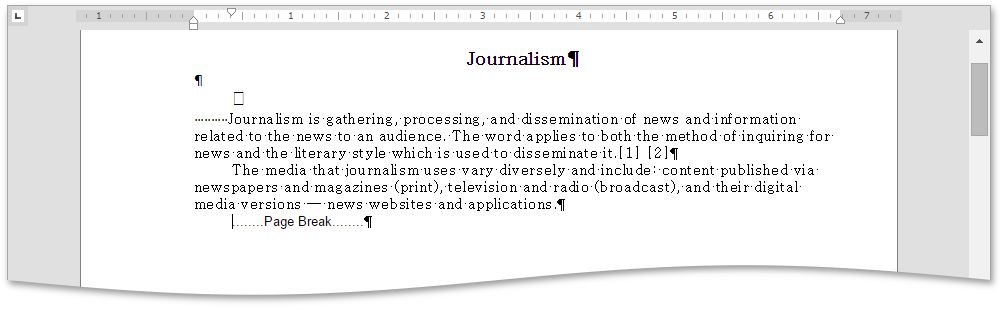 1 1 2 3 4 5 6 7
Journalism¶
¶
··········Journalism·is·gathering,·processing,·and·dissemination·of·news·and·information·
related·to·the·news·to·an·audience.·The·word·applies·to·both·the·method·of·inquiring·for·
news·and·the·literary·style·which·is·used·to·disseminate·it.[1]·[2]¶
The·media·that·journalism·uses·vary·diversely·and·include:·content·published·via·
newspapers·and·magazines·(print),·television·and·radio·(broadcast),·and·their·digital·
media·versions·—·news·websites·and·applications.¶
........Page Break........¶